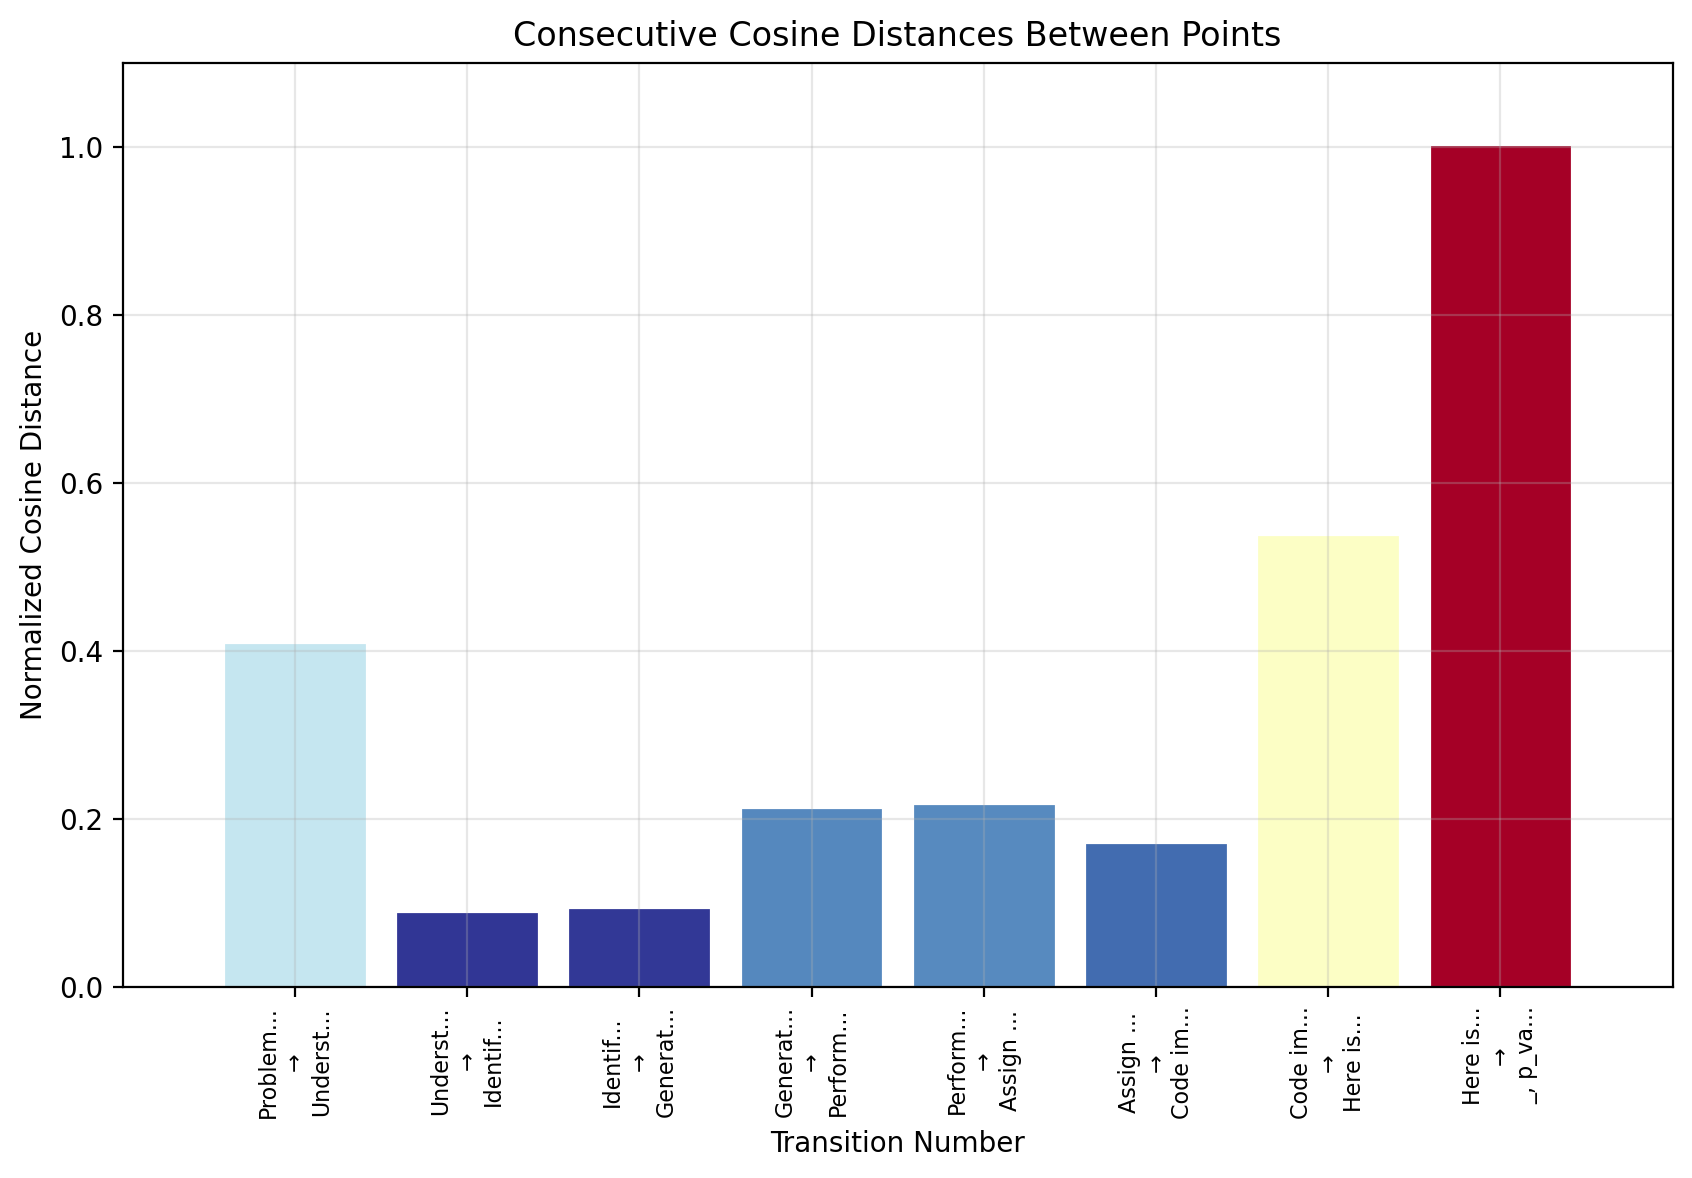 Consecutive Cosine Distances Between Points
Normalized Cosine Distance
1.0
0.8
0.6
0.4
0.2
0.0
Problem...
→
Underst...
Underst...
→
Identif...
Identif...
→
Generat...
Generat...
→
Perform...
Perform...
→
Assign ...
Assign ...
→
Code im...
Code im...
→
Here is...
Here is...
→
_, p_va...
Transition Number